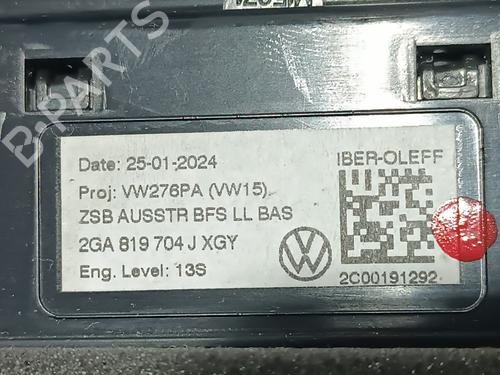 B-PARTS
Date: 25-01-2024
IBER-OLEFF
Proj: VW276PA (VW15)
ZSB AUSSTR BFS LL BAS
2GA 819 704 J XGY
Eng. Level: 13S
2C00191292